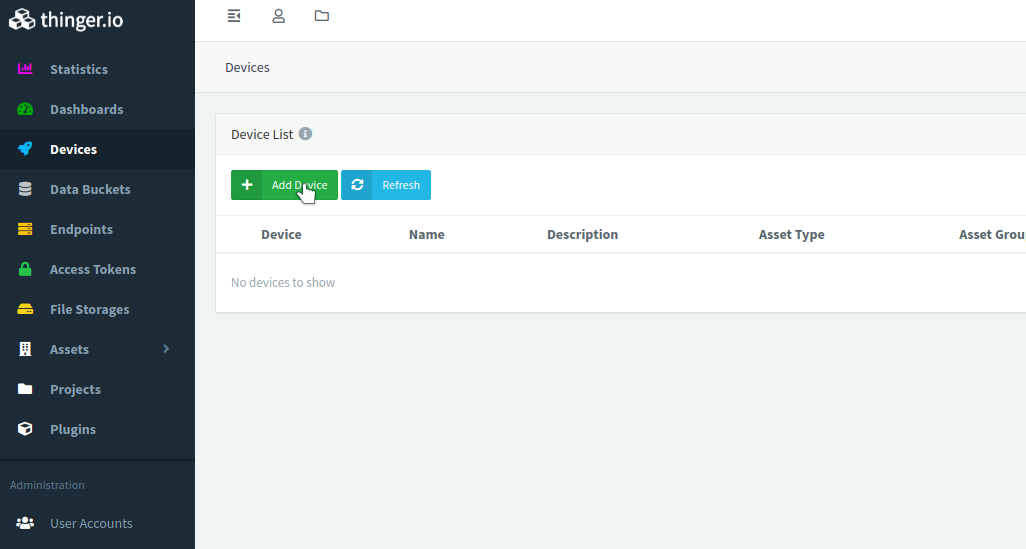 thinger.io
Statistics
Dashboards
Devices
Data Buckets
Endpoints
Access Tokens
File Storages
Assets
Projects
Plugins
Administration
User Accounts
Devices
Device List
Add Device
Refresh
Device Name Description Asset Type Asset Grou
No devices to show